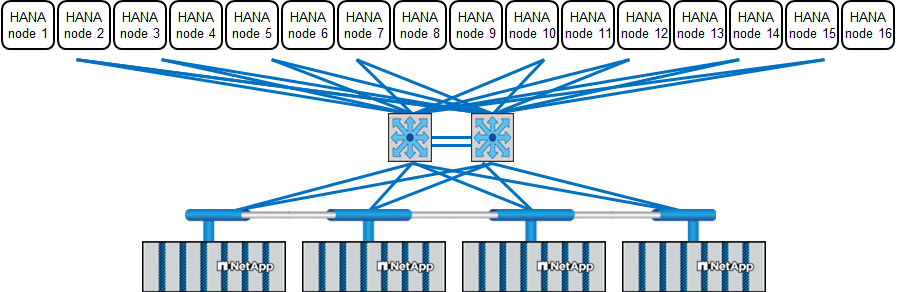 HANA
node 1
HANA
node 2
HANA
node 3
HANA
node 4
HANA
node 5
HANA
node 6
HANA
node 7
HANA
node 8
HANA
node 9
HANA
node 10
HANA
node 11
HANA
node 12
HANA
node 13
HANA
node 14
HANA
node 15
HANA
node 16
NetApp
NetApp
NetApp
NetApp